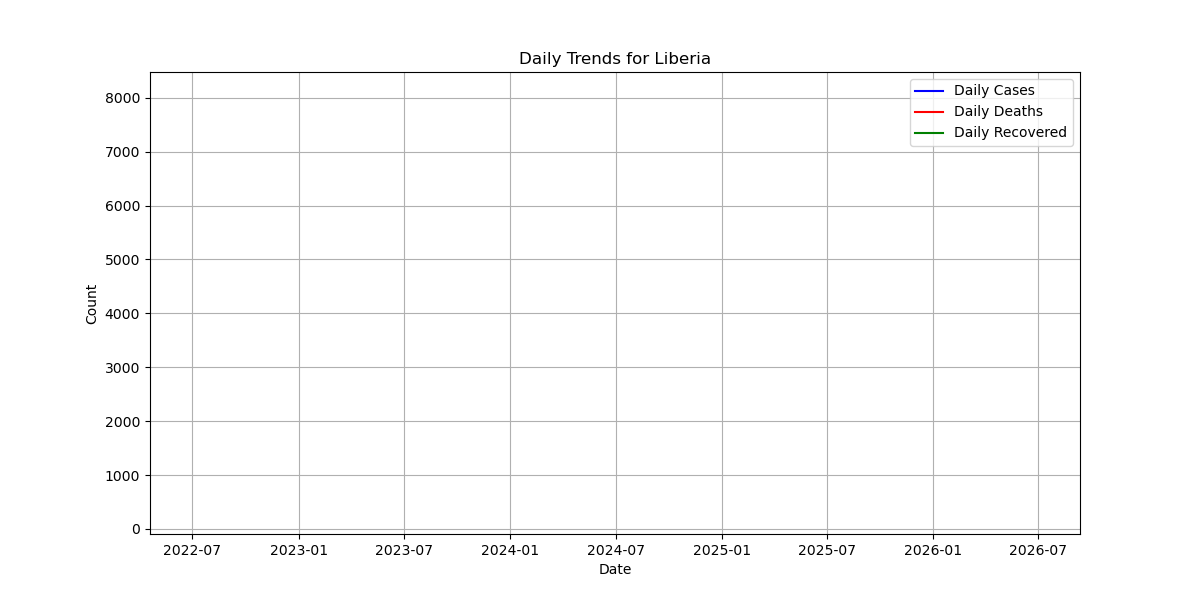 Daily Trends for Liberia
Daily Cases
Daily Deaths
Daily Recovered
8000
7000
6000
5000
4000
3000
2000
1000
0
Count
2022-07 2023-01 2023-07 2024-01 2024-07 2025-01 2025-07 2026-01 2026-07
Date